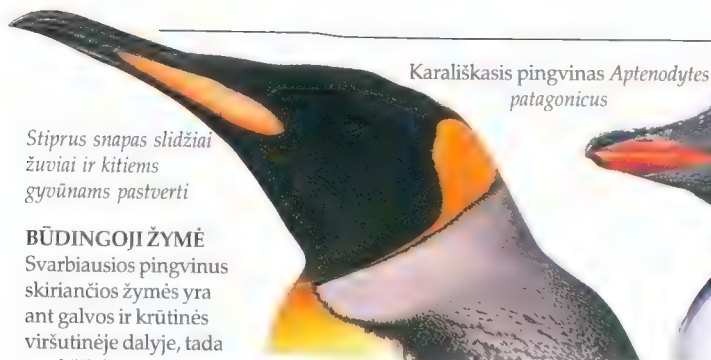 Karališkasis pingvinas Aptenodytes
patagonicus
Stiprus snapas slidžiai
žuviai ir kitiems
gyvūnams pastverti
BŪDINGOJI ŽYMĖ
Svarbiausios pingvinus
skiriančios žymės yra
ant galvos ir krūtinės
viršutinėje dalyje, tada